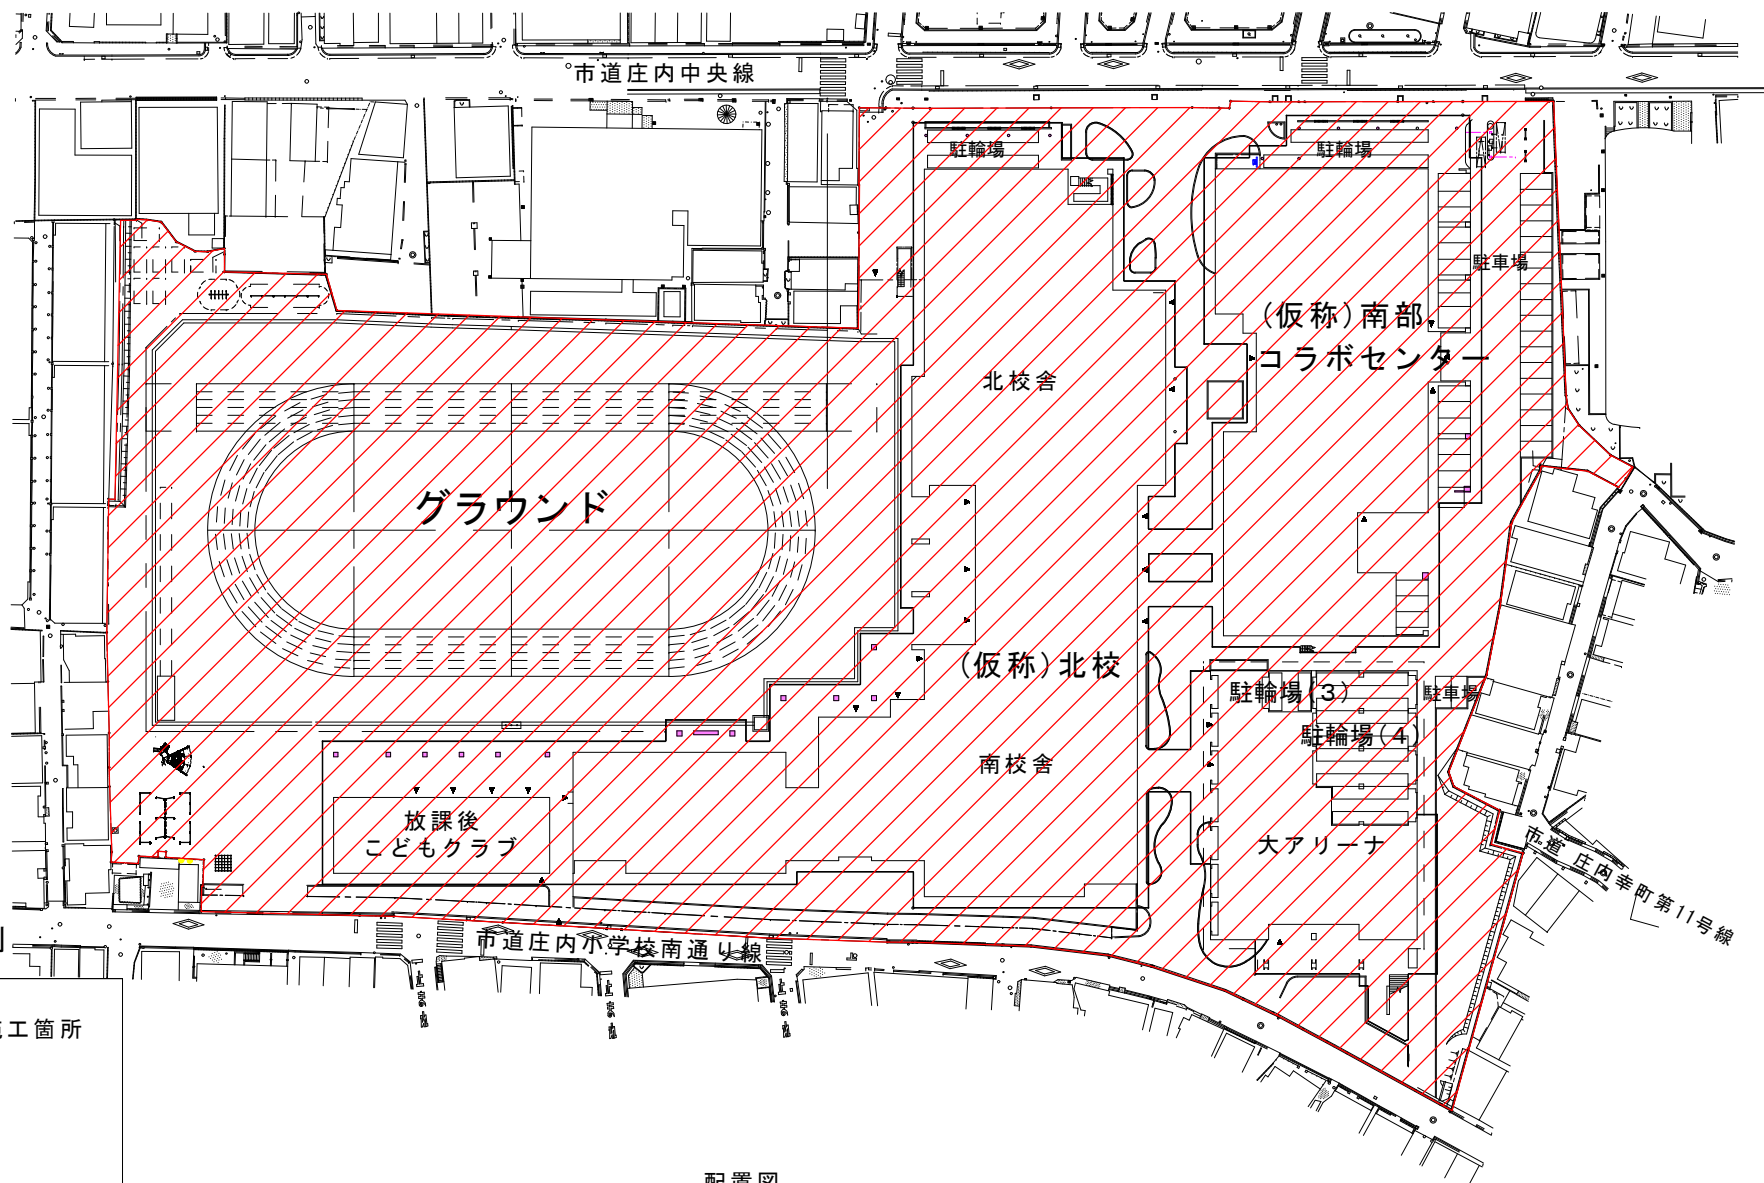 市道庄内中央線
駐輪場
駐輪場
駐車場
(仮称)南部
コラボセンター
北校舎
グラウンド
(仮称)北校
駐輪場(3)
駐車場
駐輪場(4)
南校舎
放課後
こどもクラブ
大アリーナ
市道 庄内幸町第11号線
市道庄内小学校南通り線
工箇所
配置図